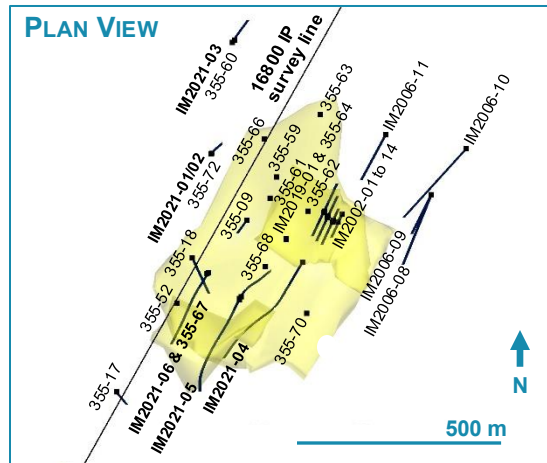 PLAN VIEW
IM2021-03
355-60
16800 IP
survey line
355-63
IM2006-11
IM2006-10
355-66
355-59
IM2019-01 & 355-64
IM2021-01/02
355-72
355-61
355-62
IM2002-01 to 14
355-09
355-18
355-68
IM2006-09
IM2006-08
355-52
IM2021-06 & 355-67
IM2021-05
IM2021-04
355-70
355-17
N
500 m